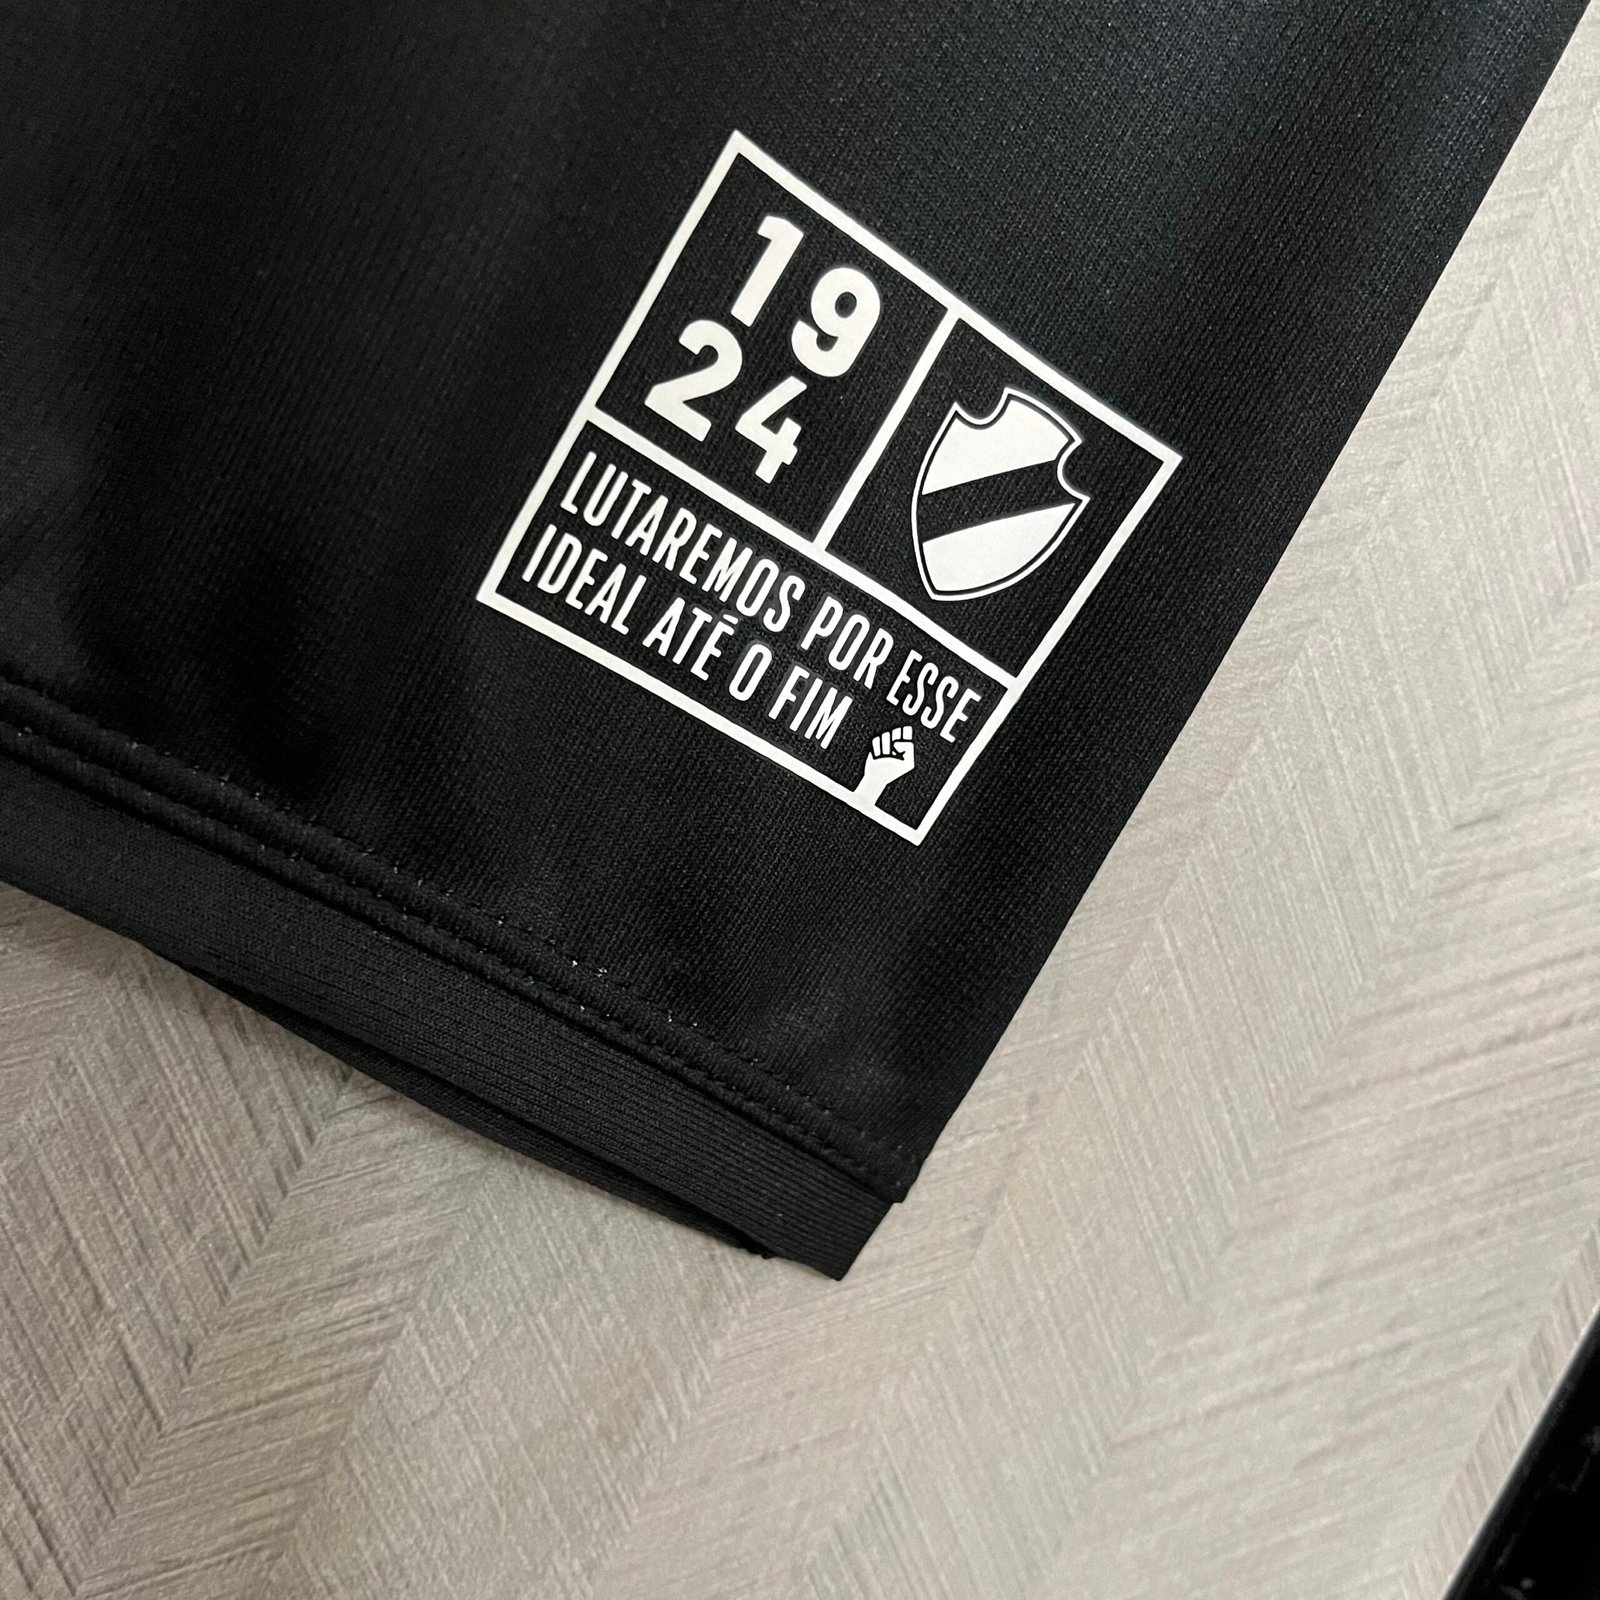 19
24
LUTAREMOS POR ESSE
IDEAL ATÉ O FIM